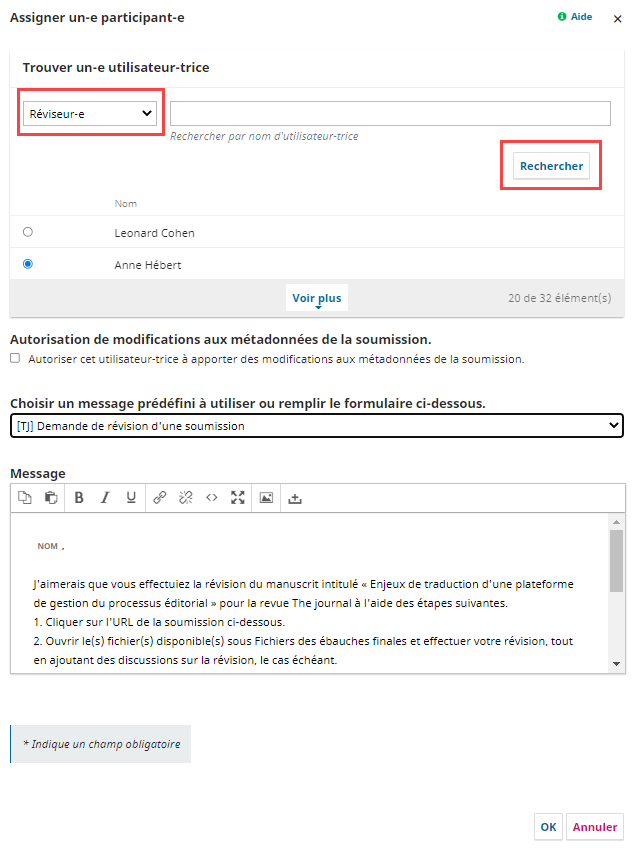 Assigner un-e participant-e
Aide
Trouver un-e utilisateur-trice
Réviseur-e
Rechercher par nom d'utilisateur-trice
Rechercher
Nom
Leonard Cohen
Anne Hébert
Voir plus
20 de 32 élément(s)
Autorisation de modifications aux métadonnées de la soumission.
Autoriser cet utilisateur-trice à apporter des modifications aux métadonnées de la soumission.
Choisir un message prédéfini à utiliser ou remplir le formulaire ci-dessous.
[TJ] Demande de révision d'une soumission
Message
NOM ,
J'aimerais que vous effectuiez la révision du manuscrit intitulé « Enjeux de traduction d'une plateforme
de gestion du processus éditorial » pour la revue The journal à l'aide des étapes suivantes.
1. Cliquer sur l'URL de la soumission ci-dessous.
2. Ouvrir le(s) fichier(s) disponible(s) sous Fichiers des ébauches finales et effectuer votre révision, tout
en ajoutant des discussions sur la révision, le cas échéant.
* Indique un champ obligatoire
OK
Annuler